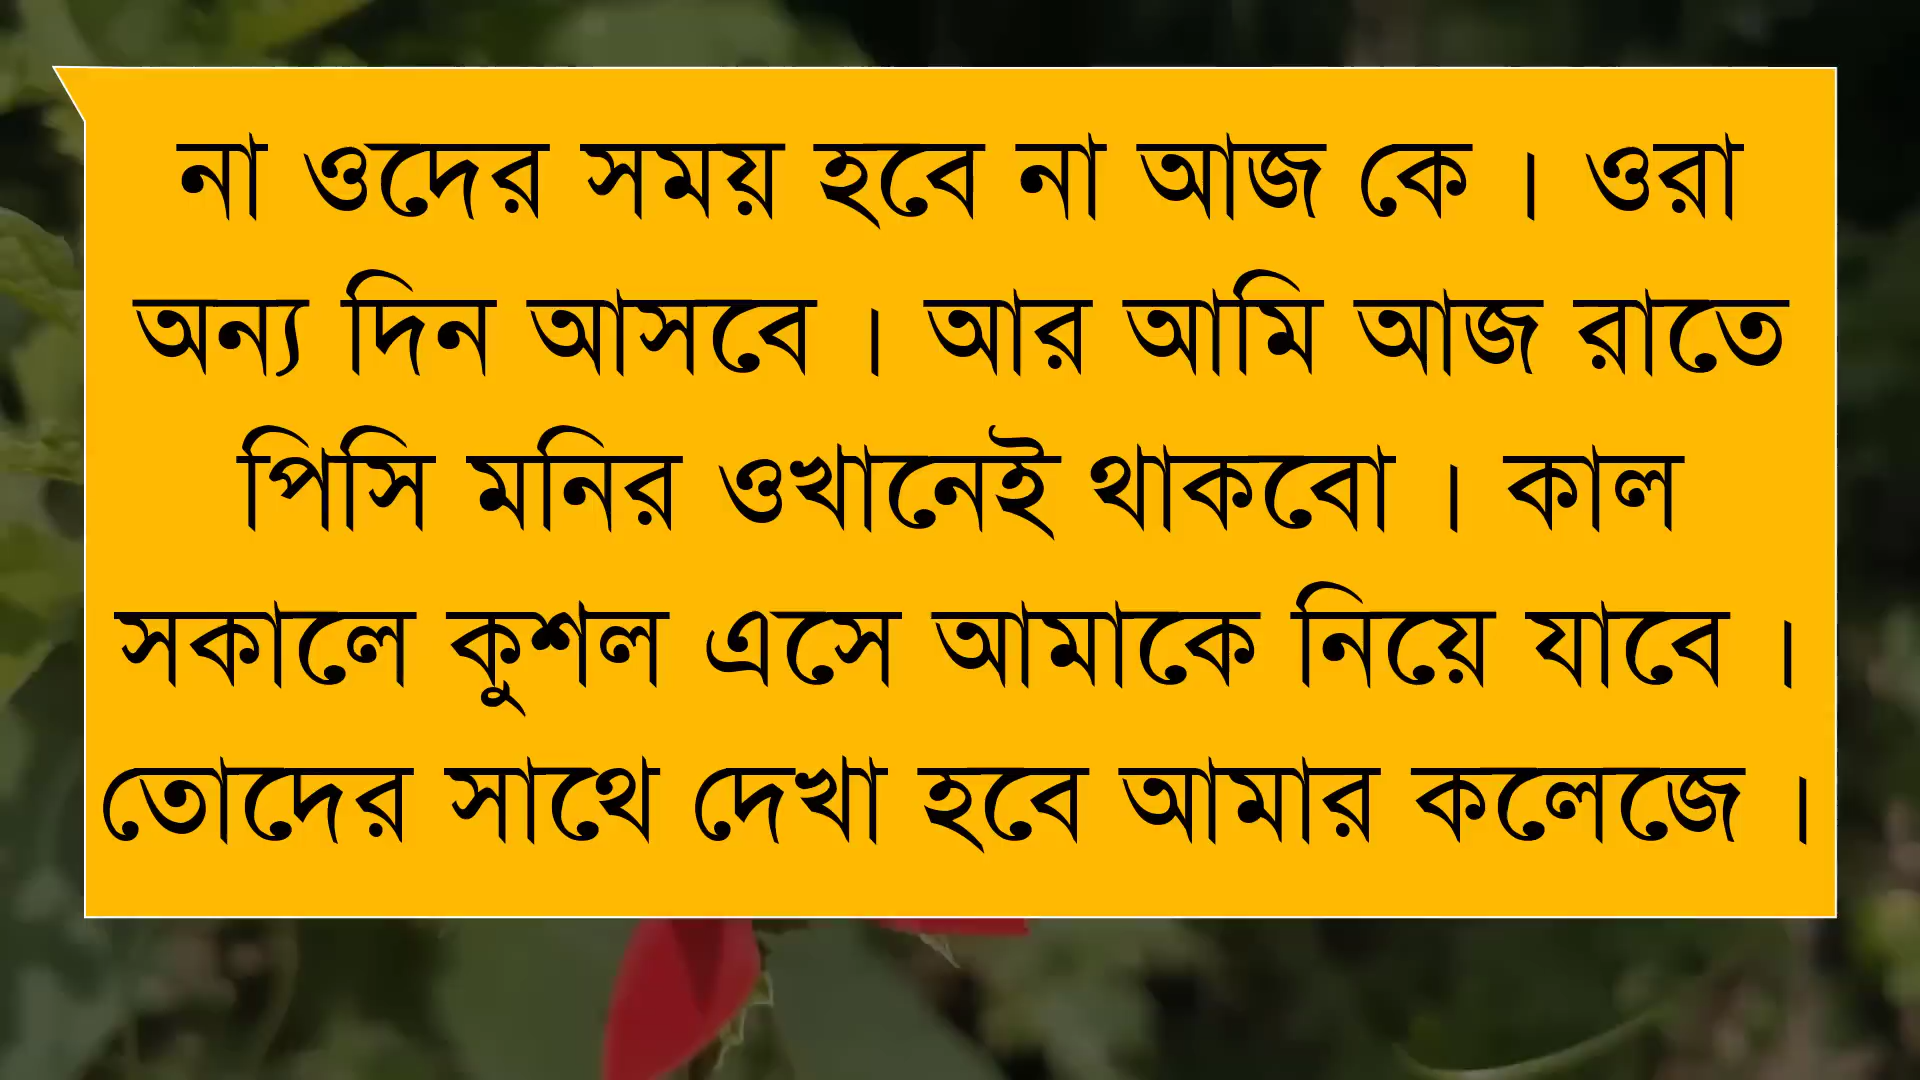 না ওদের সময় হবে না আজ কে । ওরা
অন্য দিন আসবে । আর আমি আজ রাতে
পিসি মনির ওখানেই থাকবো । কাল
সকালে কুশল এসে আমাকে নিয়ে যাবে ।
তোদের সাথে দেখা হবে আমার কলেজে ।